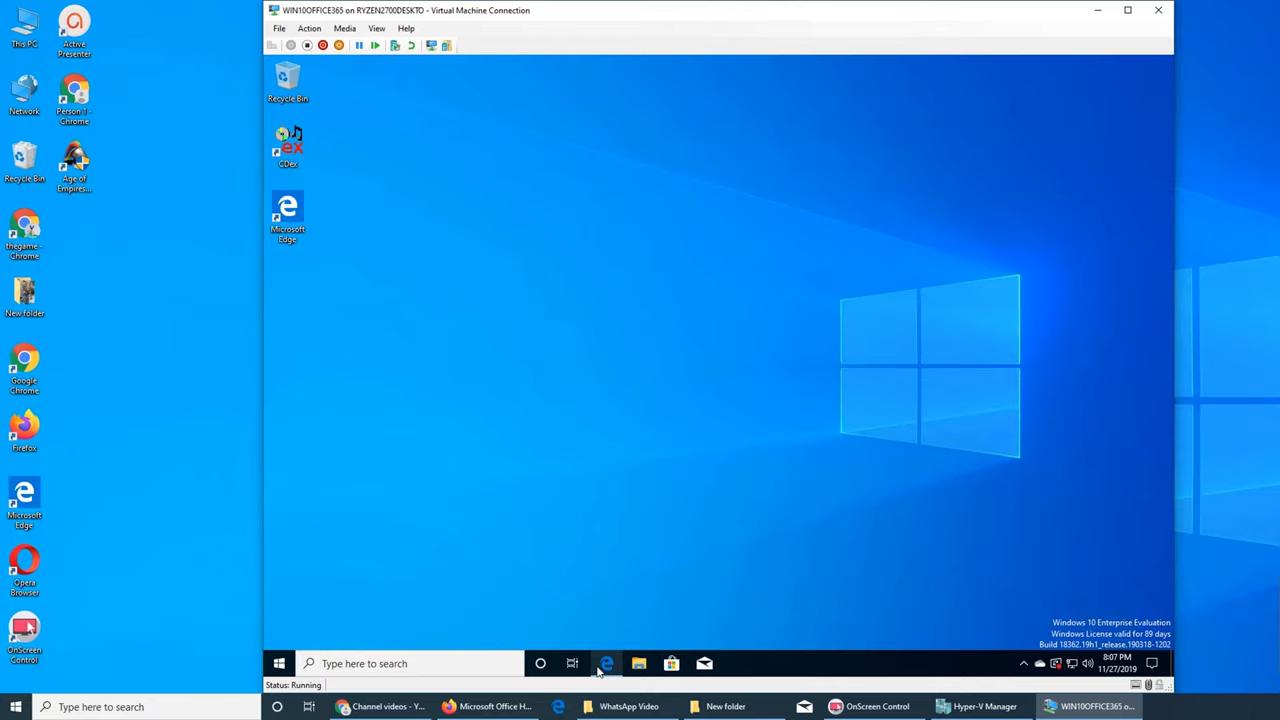 This PC
Active
Presenter
Network
Person 1 -
Chrome
Recycle Bin
Age of
Empires...
thegame -
Chrome
New folder
Google
Chrome
Firefox
Microsoft
Edge
Opera
Browser
OnScreen
Control
WIN10OFFICE365 on RYZEN2700DESKTO - Virtual Machine Connection
File Action Media View Help
Recycle Bin
CDex
Microsoft
Edge
Windows 10 Enterprise Evaluation
Windows License valid for 89 days
Build 18362.19h1_release.190318-1202
Type here to search
8:07 PM
11/27/2019
Status: Running
Type here to search
Channel videos - Y...
Microsoft Office H...
WhatsApp Video
New folder
OnScreen Control
Hyper-V Manager
WIN10OFFICE365 o...